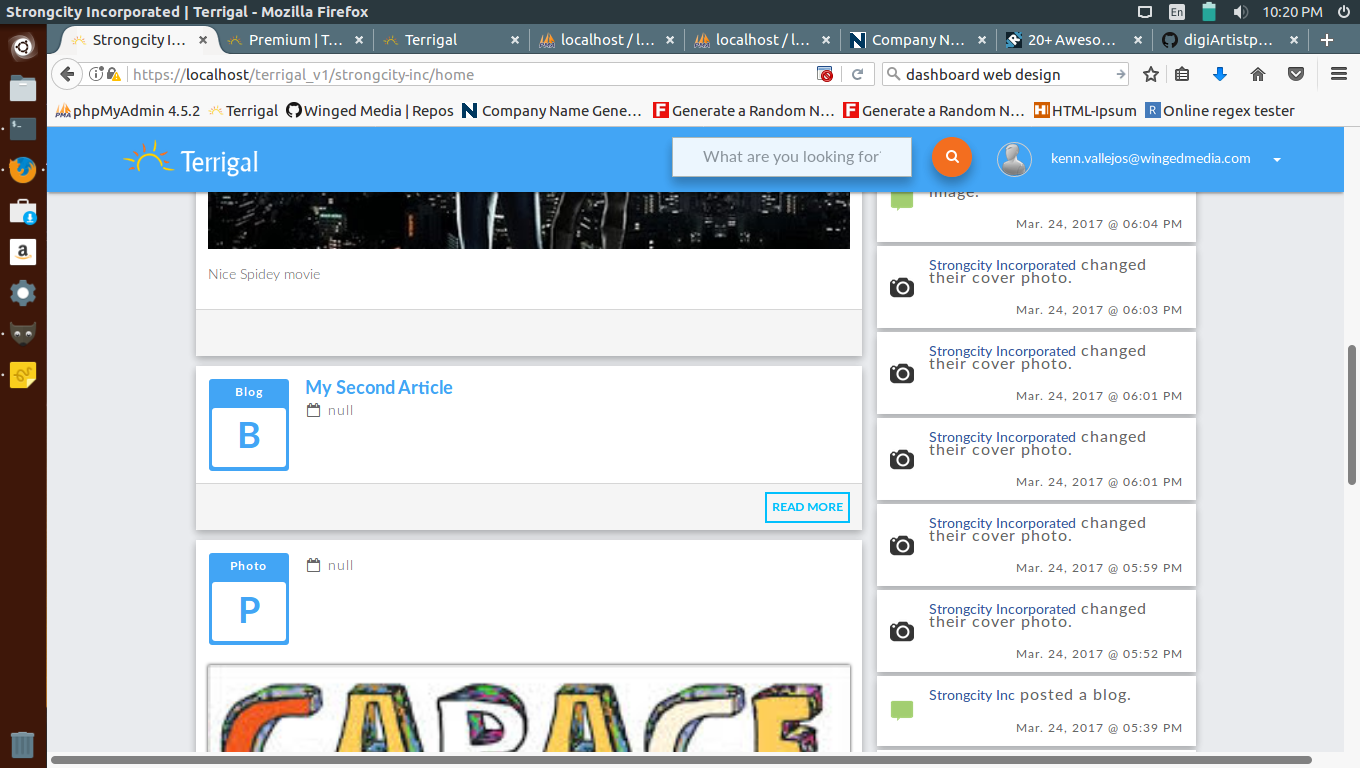 Strongcity Incorporated | Terrigal - Mozilla Firefox
En
10:20 PM
Strongcity I...
Premium | T...
Terrigal
localhost / l...
localhost / l...
Company N...
20+ Aweso...
digiArtistp...
https://localhost/terrigal_v1/strongcity-inc/home
dashboard web design
phpMyAdmin 4.5.2
Terrigal
Winged Media | Repos
Company Name Gene...
Generate a Random N...
Generate a Random N...
HTML-Ipsum
Online regex tester
Terrigal
What are you looking for
kenn.vallejos@wingedmedia.com
Nice Spidey movie
Blog
B
My Second Article
null
READ MORE
Photo
P
null
image.
Mar. 24, 2017 @ 06:04 PM
Strongcity Incorporated changed
their cover photo.
Mar. 24, 2017 @ 06:03 PM
Strongcity Incorporated changed
their cover photo.
Mar. 24, 2017 @ 06:01 PM
Strongcity Incorporated changed
their cover photo.
Mar. 24, 2017 @ 06:01 PM
Strongcity Incorporated changed
their cover photo.
Mar. 24, 2017 @ 05:59 PM
Strongcity Incorporated changed
their cover photo.
Mar. 24, 2017 @ 05:52 PM
Strongcity Inc posted a blog.
Mar. 24, 2017 @ 05:39 PM